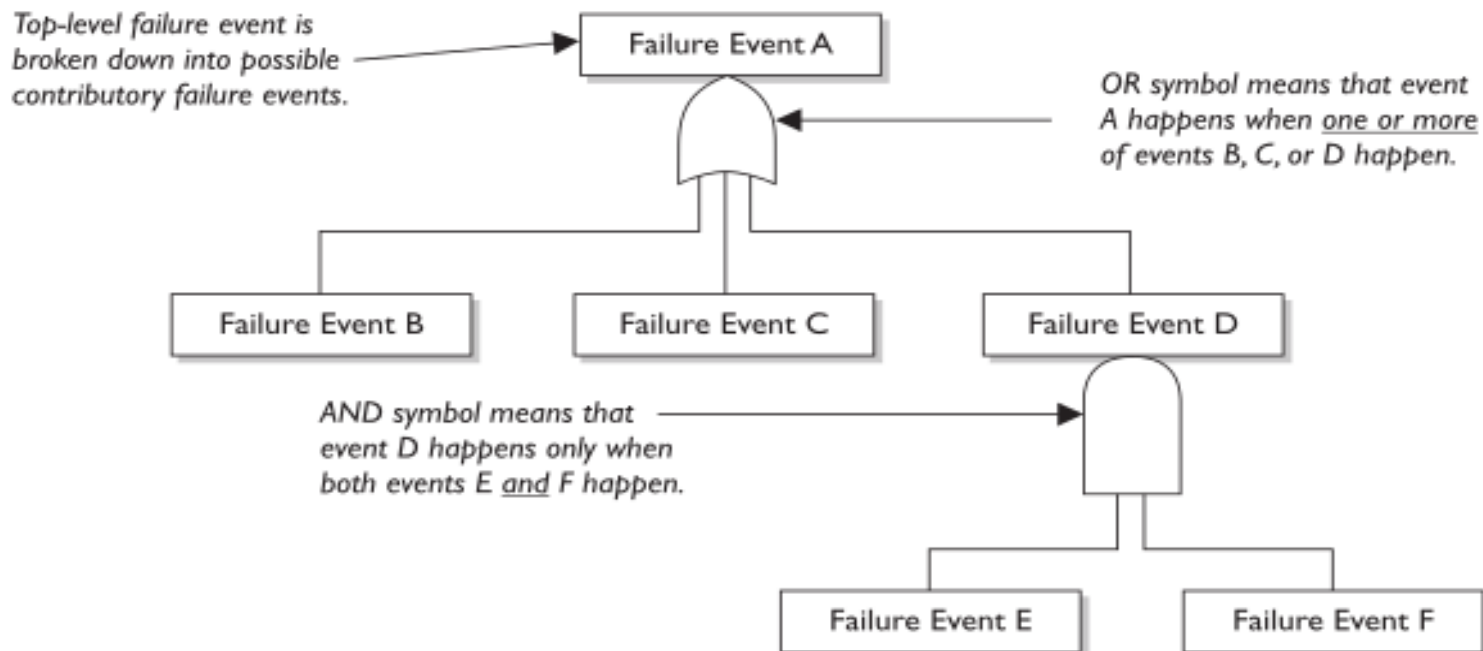 Top-level failure event is
broken down into possible
contributory failure events.
Failure Event A
OR symbol means that event
A happens when one or more
of events B, C, or D happen.
Failure Event B
Failure Event C
Failure Event D
AND symbol means that
event D happens only when
both events E and F happen.
Failure Event E
Failure Event F